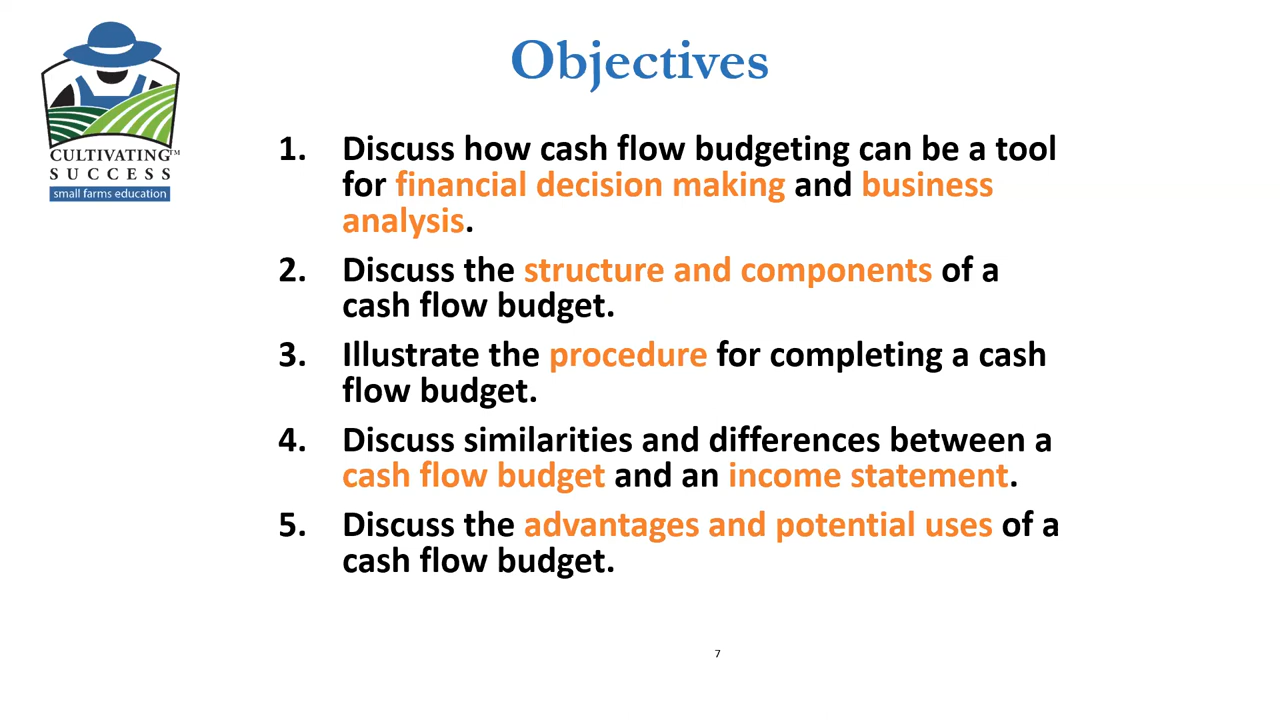 CULTIVATING™
SUCCESS
small farms education
Objectives
1. Discuss how cash flow budgeting can be a tool
for financial decision making and business
analysis.
2. Discuss the structure and components of a
cash flow budget.
3. Illustrate the procedure for completing a cash
flow budget.
4. Discuss similarities and differences between a
cash flow budget and an income statement.
5. Discuss the advantages and potential uses of a
cash flow budget.
7